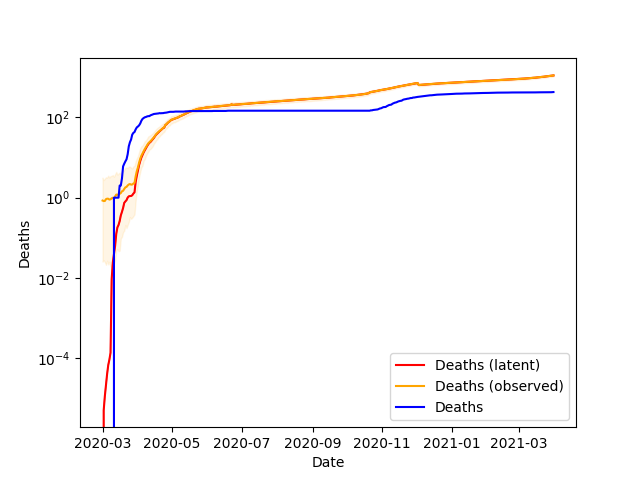 Deaths
10²
10⁰
10⁻²
10⁻⁴
Deaths (latent)
Deaths (observed)
Deaths
2020-03 2020-05 2020-07 2020-09 2020-11 2021-01 2021-03
Date